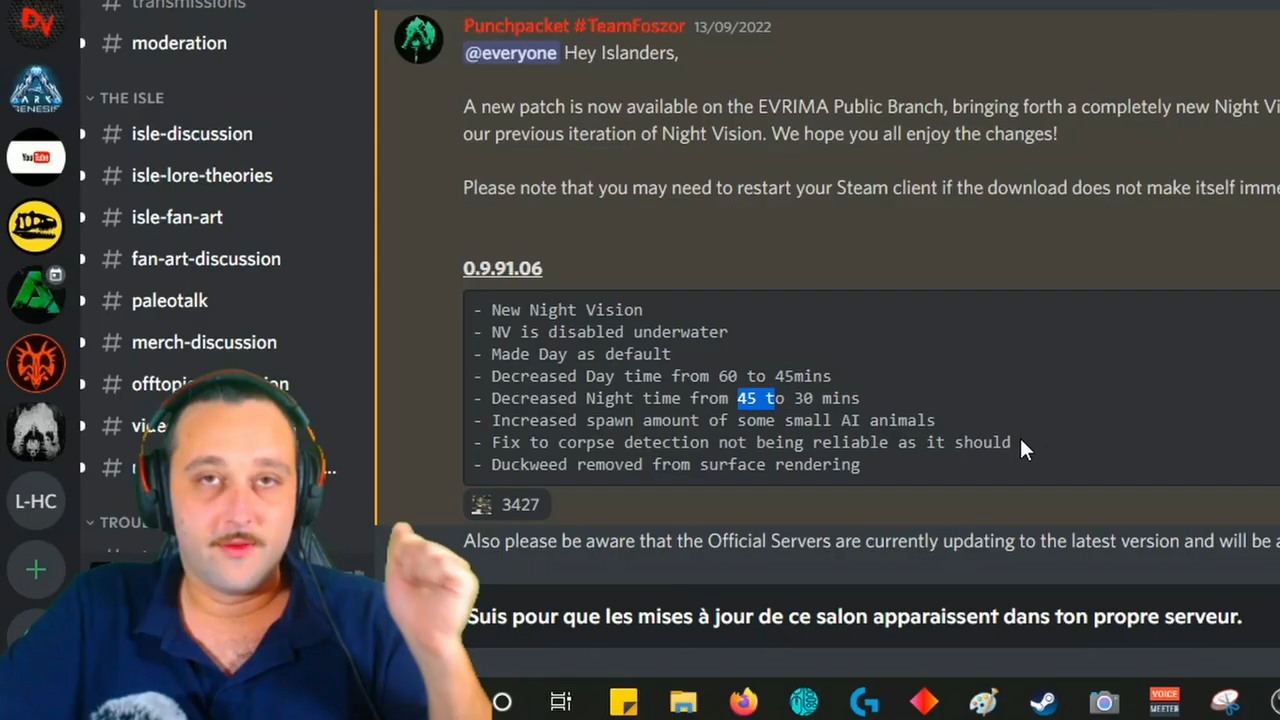 transmissions
moderation
THE ISLE
isle-discussion
isle-lore-theories
isle-fan-art
fan-art-discussion
paleotalk
merch-discussion
TROU
DV
ARK
GENESIS
You Tube
L-HC
Punchpacket #TeamFoszor 13/09/2022
@everyone Hey Islanders,
A new patch is now available on the EVRIMA Public Branch, bringing forth a completely new Night Vi
our previous iteration of Night Vision. We hope you all enjoy the changes!
Please note that you may need to restart your Steam client if the download does not make itself imme
0.9.91.06
- New Night Vision
- NV is disabled underwater
- Made Day as default
- Decreased Day time from 60 to 45mins
- Decreased Night time from 45 to 30 mins
- Increased spawn amount of some small AI animals
- Fix to corpse detection not being reliable as it should
- Duckweed removed from surface rendering
3427
Also please be aware that the Official Servers are currently updating to the latest version and will be a
Suis pour que les mises à jour de ce salon apparaissent dans ton propre serveur.
VOICE
MEETER